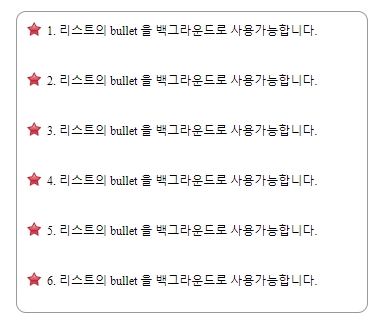 1. 리스트의 bullet 을 백그라운드로 사용가능합니다.
2. 리스트의 bullet 을 백그라운드로 사용가능합니다.
3. 리스트의 bullet 을 백그라운드로 사용가능합니다.
4. 리스트의 bullet 을 백그라운드로 사용가능합니다.
5. 리스트의 bullet 을 백그라운드로 사용가능합니다.
6. 리스트의 bullet 을 백그라운드로 사용가능합니다.